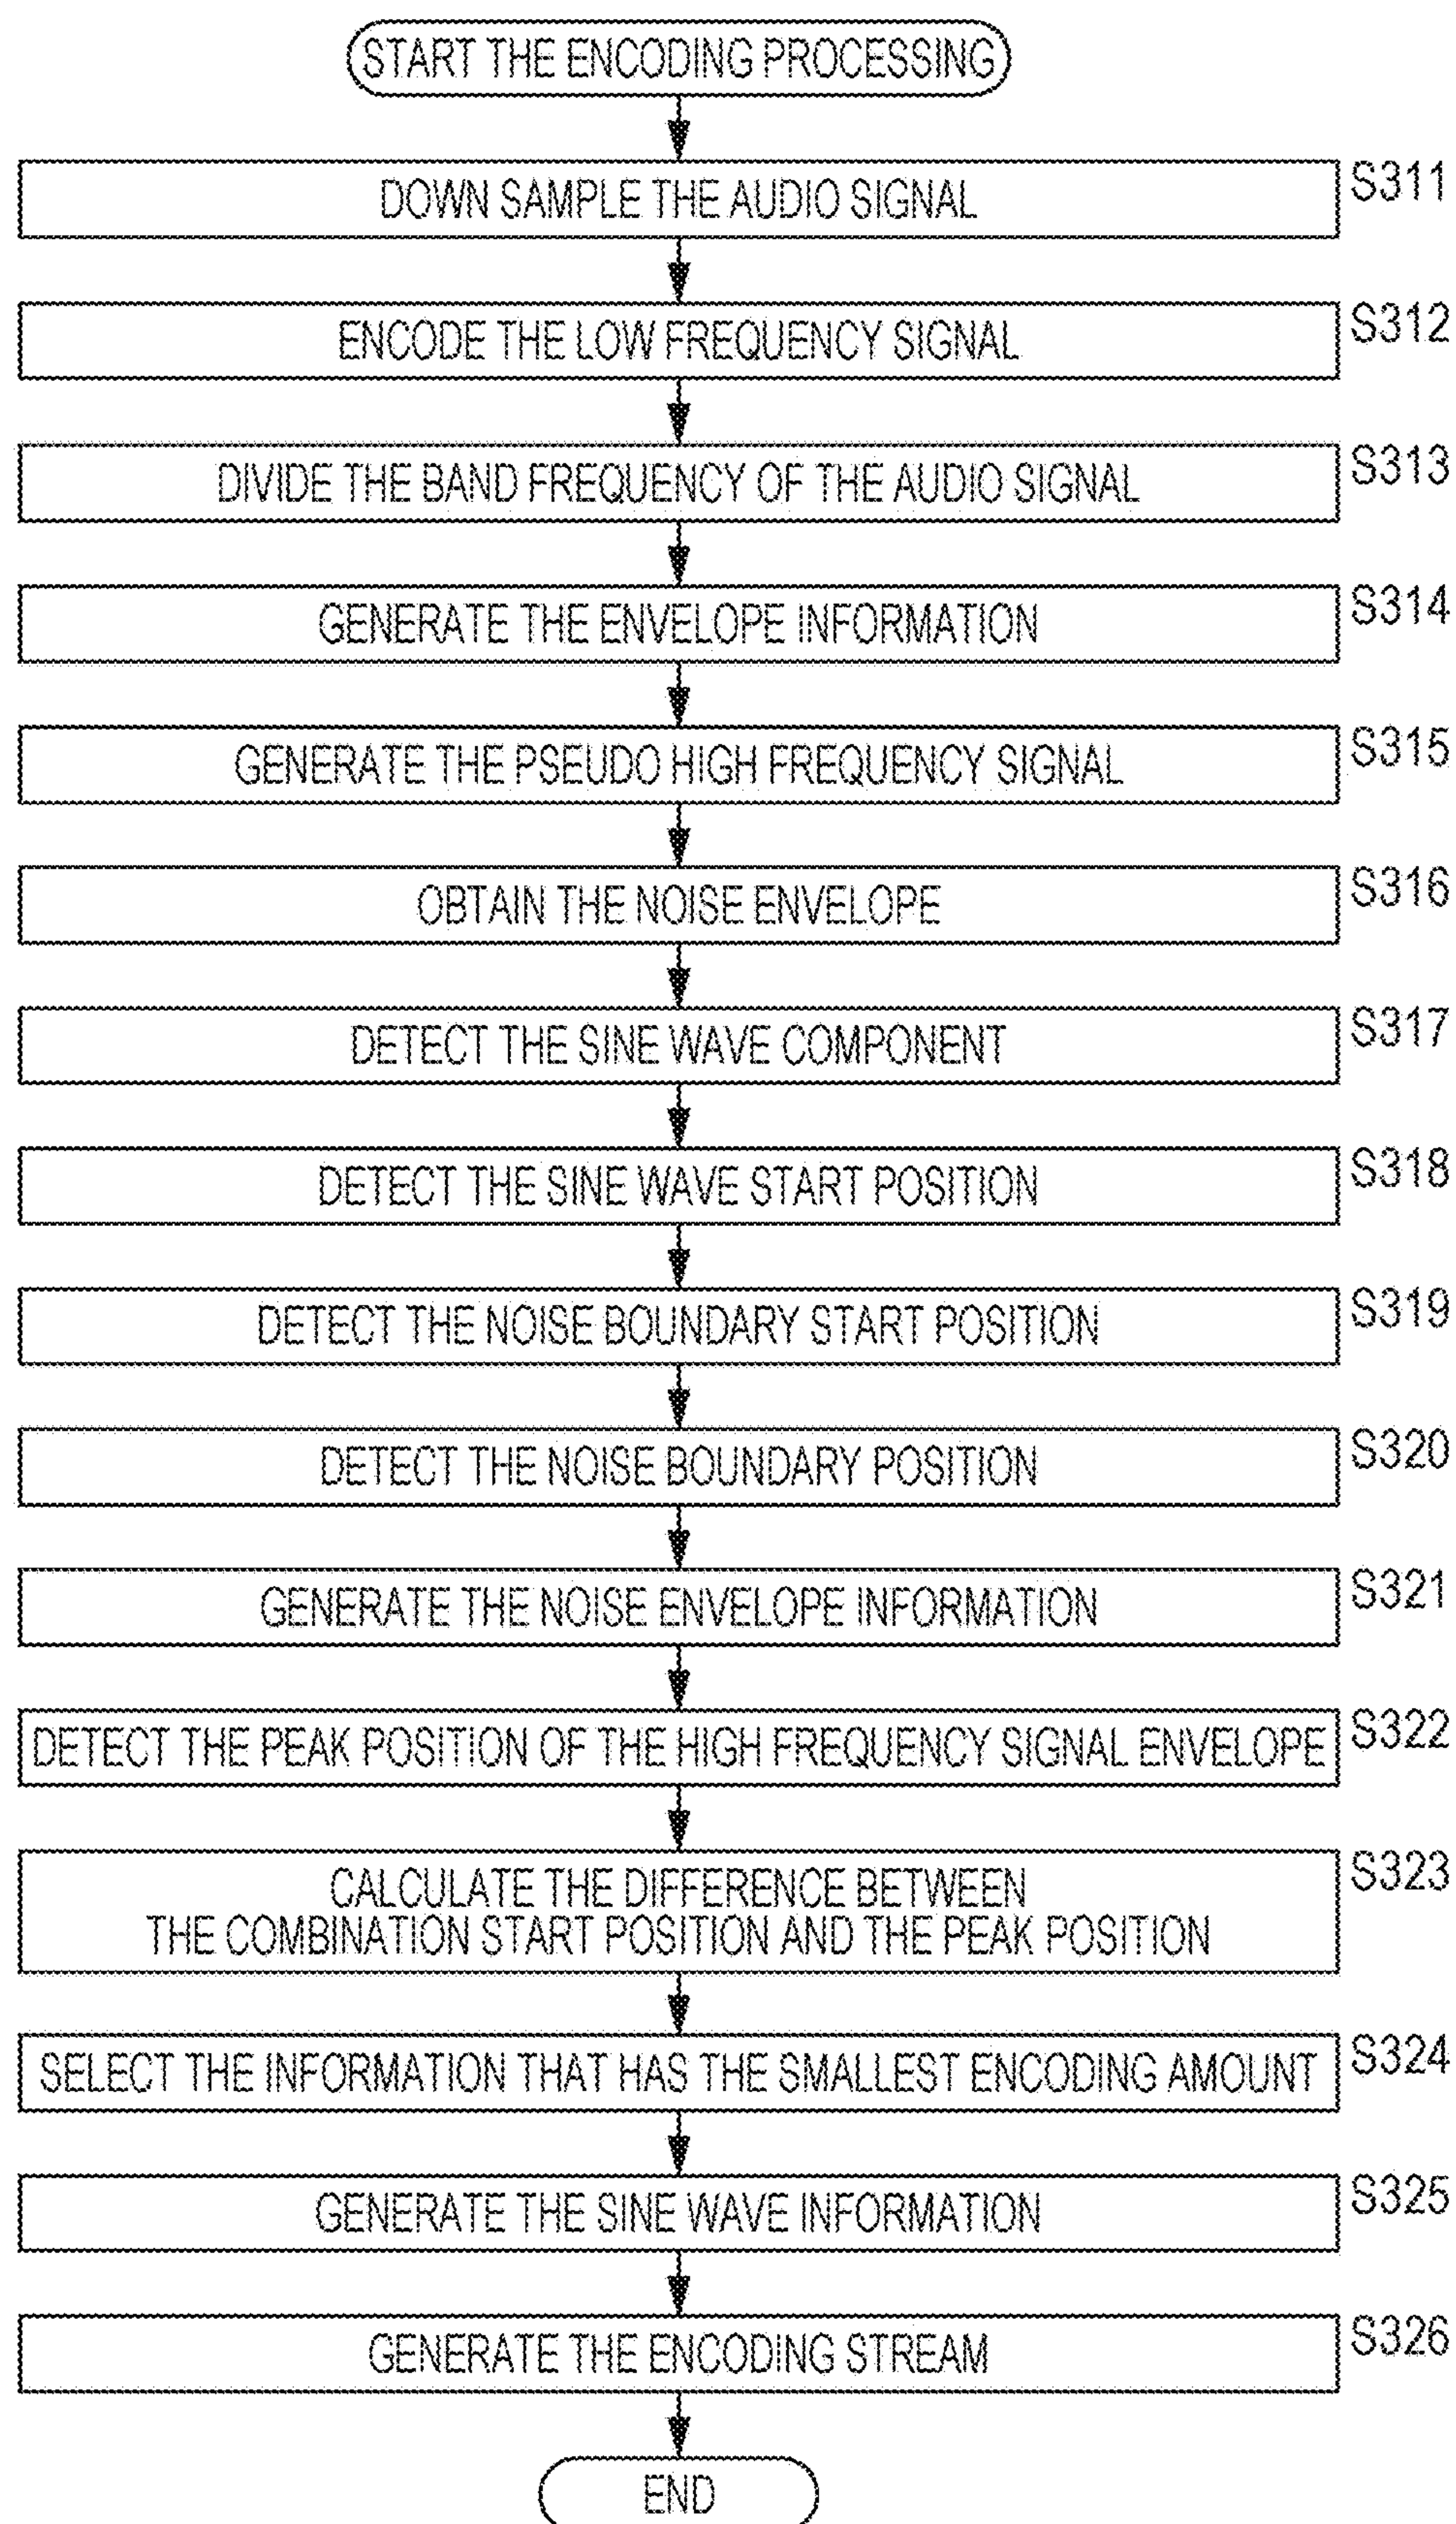 START THE ENCODING PROCESSING
DOWN SAMPLE THE AUDIO SIGNAL
S311
ENCODE THE LOW FREQUENCY SIGNAL
S312
DIVIDE THE BAND FREQUENCY OF THE AUDIO SIGNAL
S313
GENERATE THE ENVELOPE INFORMATION
S314
GENERATE THE PSEUDO HIGH FREQUENCY SIGNAL
S315
OBTAIN THE NOISE ENVELOPE
S316
DETECT THE SINE WAVE COMPONENT
S317
DETECT THE SINE WAVE START POSITION
S318
DETECT THE NOISE BOUNDARY START POSITION
S319
DETECT THE NOISE BOUNDARY POSITION
S320
GENERATE THE NOISE ENVELOPE INFORMATION
S321
DETECT THE PEAK POSITION OF THE HIGH FREQUENCY SIGNAL ENVELOPE
S322
CALCULATE THE DIFFERENCE BETWEEN
THE COMBINATION START POSITION AND THE PEAK POSITION
S323
SELECT THE INFORMATION THAT HAS THE SMALLEST ENCODING AMOUNT
S324
GENERATE THE SINE WAVE INFORMATION
S325
GENERATE THE ENCODING STREAM
S326
END